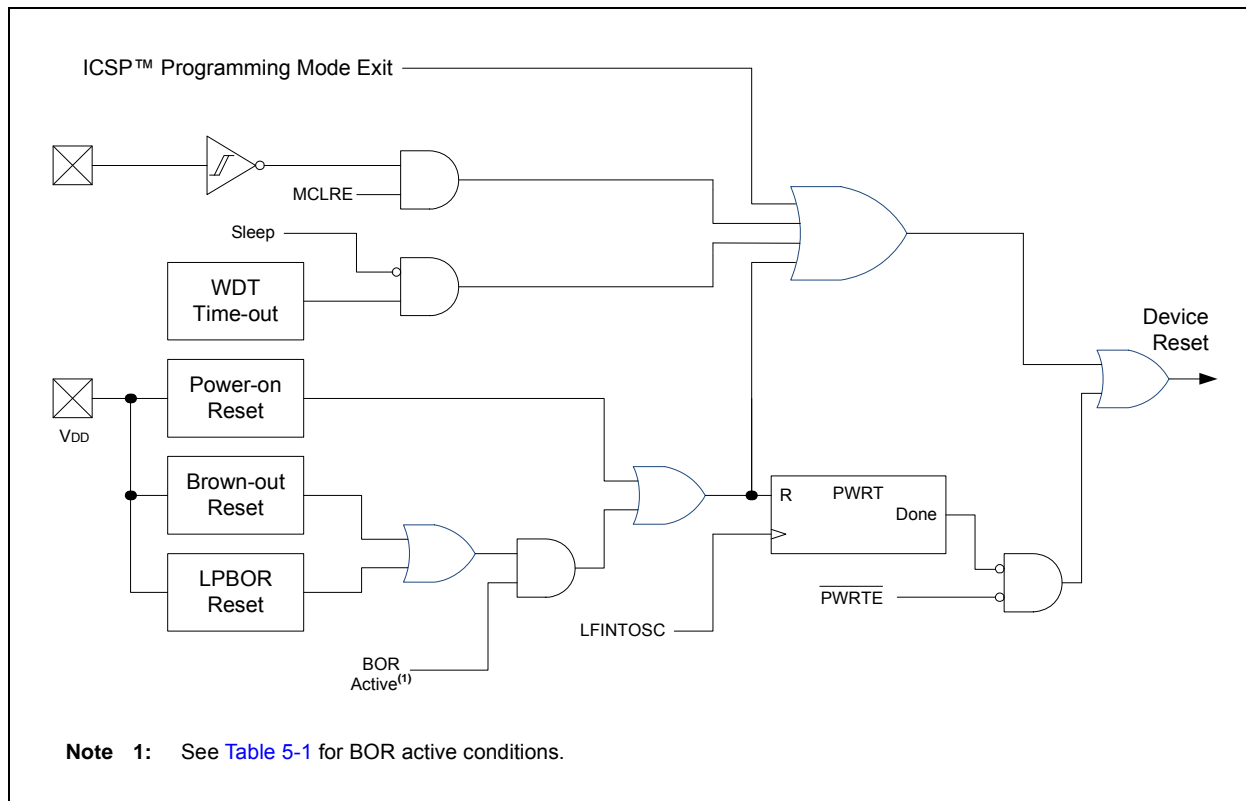 ICSP™ Programming Mode Exit
MCLRE
Sleep
WDT
Time-out
Device
Reset
Power-on
Reset
VDD
Brown-out
Reset
R
PWRT
Done
LPBOR
Reset
PWRTE
LFINTOSC
BOR
Active(1)
Note 1: See Table 5-1 for BOR active conditions.